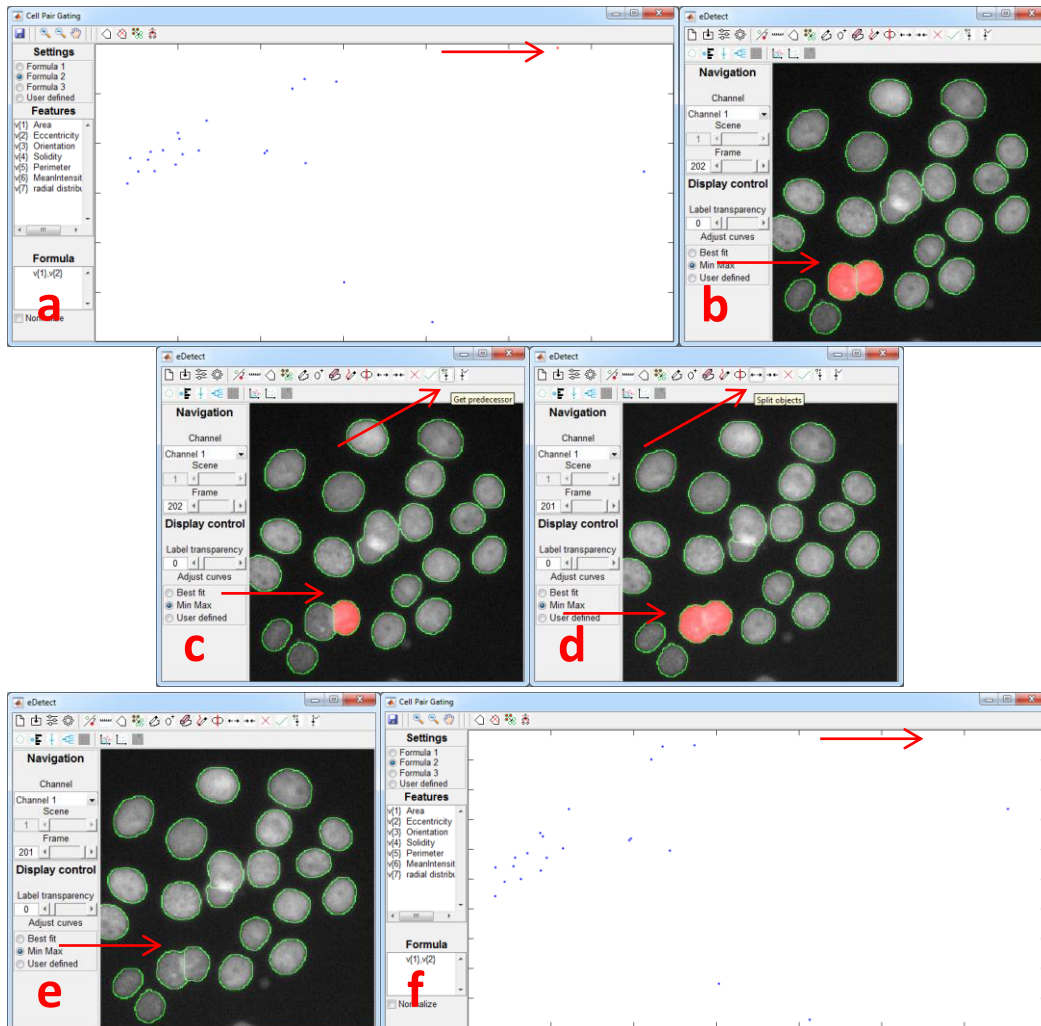 Cell Pair Gating
Settings
Formula 1
Formula 2
Formula 3
User defined
Features
v{1} Area
v{2} Eccentricity
v{3} Orientation
v{4} Solidity
v{5} Perimeter
v{6} MeanIntensit
v{7} radial distribu
Formula
v{1},v{2}
Normalize
a
eDetect
Navigation
Channel
Channel 1
Scene
1
Frame
202
Display control
Label transparency
0
Adjust curves
Best fit
Min Max
User defined
b
eDetect
Get predecessor
Navigation
Channel
Channel 1
Scene
1
Frame
202
Display control
Label transparency
0
Adjust curves
Best fit
Min Max
User defined
c
eDetect
Split objects
Navigation
Channel
Channel 1
Scene
1
Frame
201
Display control
Label transparency
0
Adjust curves
Best fit
Min Max
User defined
d
eDetect
Navigation
Channel
Channel 1
Scene
1
Frame
201
Display control
Label transparency
0
Adjust curves
Best fit
Min Max
User defined
e
Cell Pair Gating
Settings
Formula 1
Formula 2
Formula 3
User defined
Features
v{1} Area
v{2} Eccentricity
v{3} Orientation
v{4} Solidity
v{5} Perimeter
v{6} MeanIntensit
v{7} radial distribu
Formula
v{1},v{2}
Normalize
f